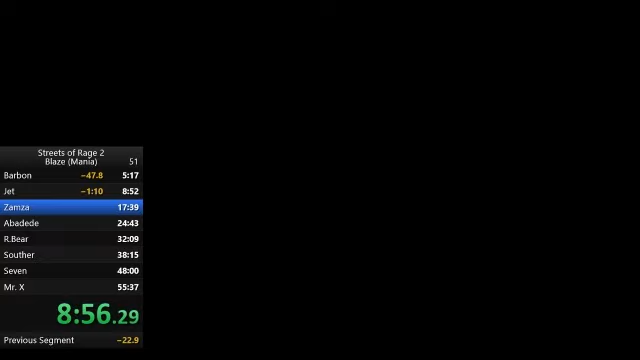 Streets of Rage 2
Blaze (Mania) 51
Barbon −47.8 5:17
Jet −1:10 8:52
Zamza 17:39
Abadede 24:43
R.Bear 32:09
Souther 38:15
Seven 48:00
Mr. X 55:37
8:56.29
Previous Segment −22.9